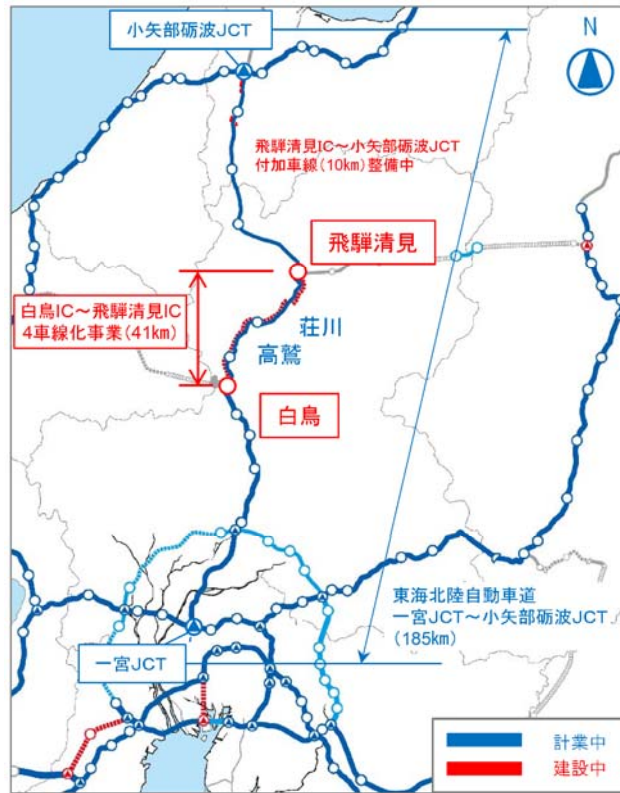 小矢部砺波JCT
N
飛騨清見IC～小矢部砺波JCT
付加車線(10km)整備中
飛騨清見
白鳥IC～飛騨清見IC
4車線化事業(41km)
荘川
高鷲
白鳥
東海北陸自動車道
一宮JCT～小矢部砺波JCT
(185km)
一宮JCT
計業中
建設中